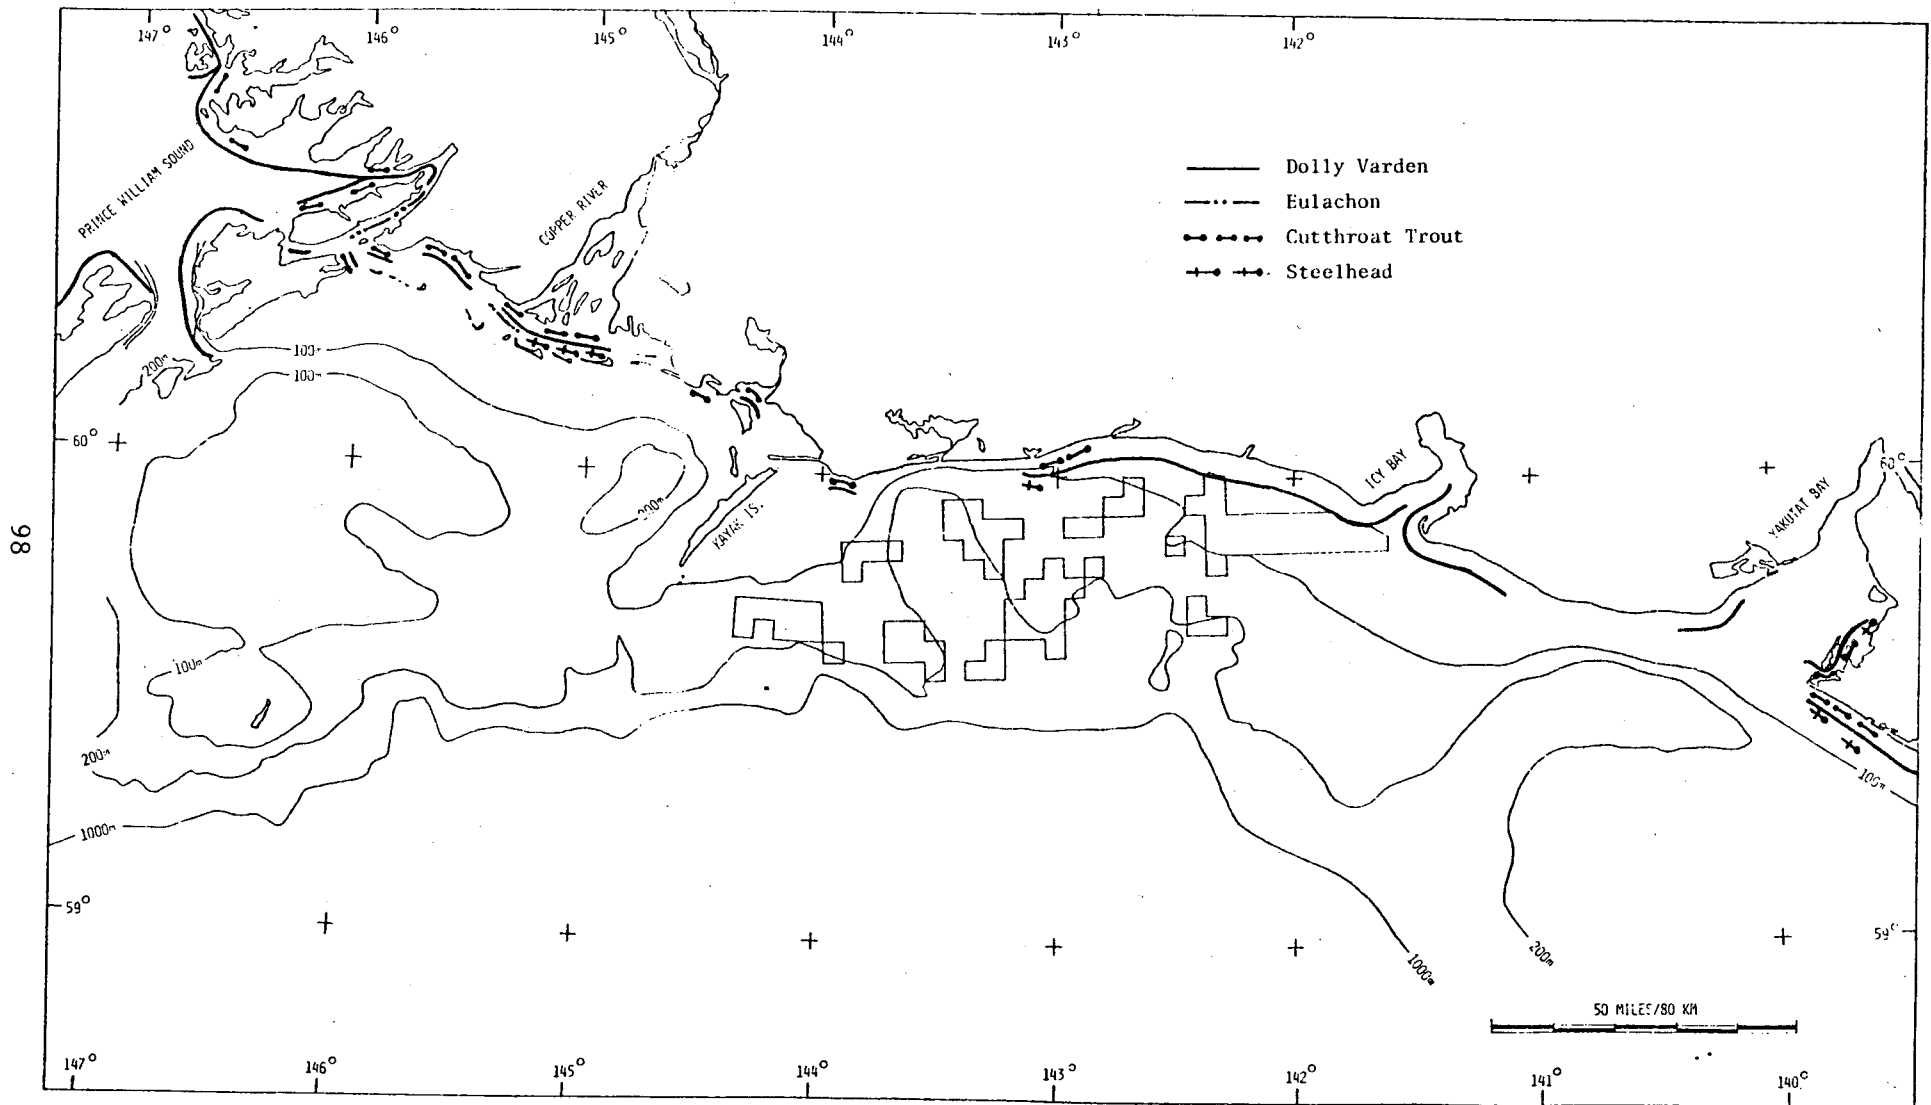 147° 146° 145° 144° 143° 142°
PRINCE WILLIAM SOUND
COPPER RIVER
Dolly Varden
Eulachon
Cutthroat Trout
Steelhead
100m
200m
100m
60°
200m
KAYAK IS.
ICY BAY
YAKUTAT BAY
60°
98
100m
200m
100m
1000m
59°
59°
200m
1000m
50 MILES/80 KM
147° 146° 145° 144° 143° 142° 141° 140°